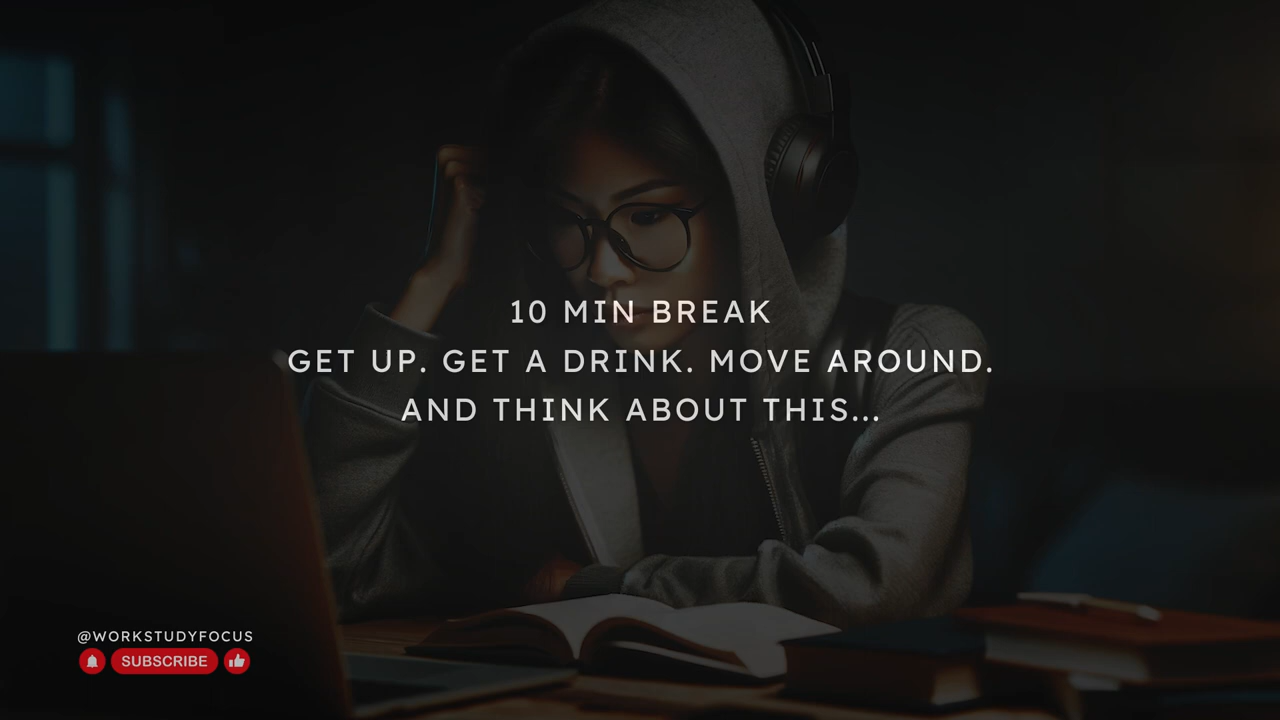 10 MIN BREAK
GET UP. GET A DRINK. MOVE AROUND.
AND THINK ABOUT THIS...
@WORKSTUDYFOCUS
SUBSCRIBE